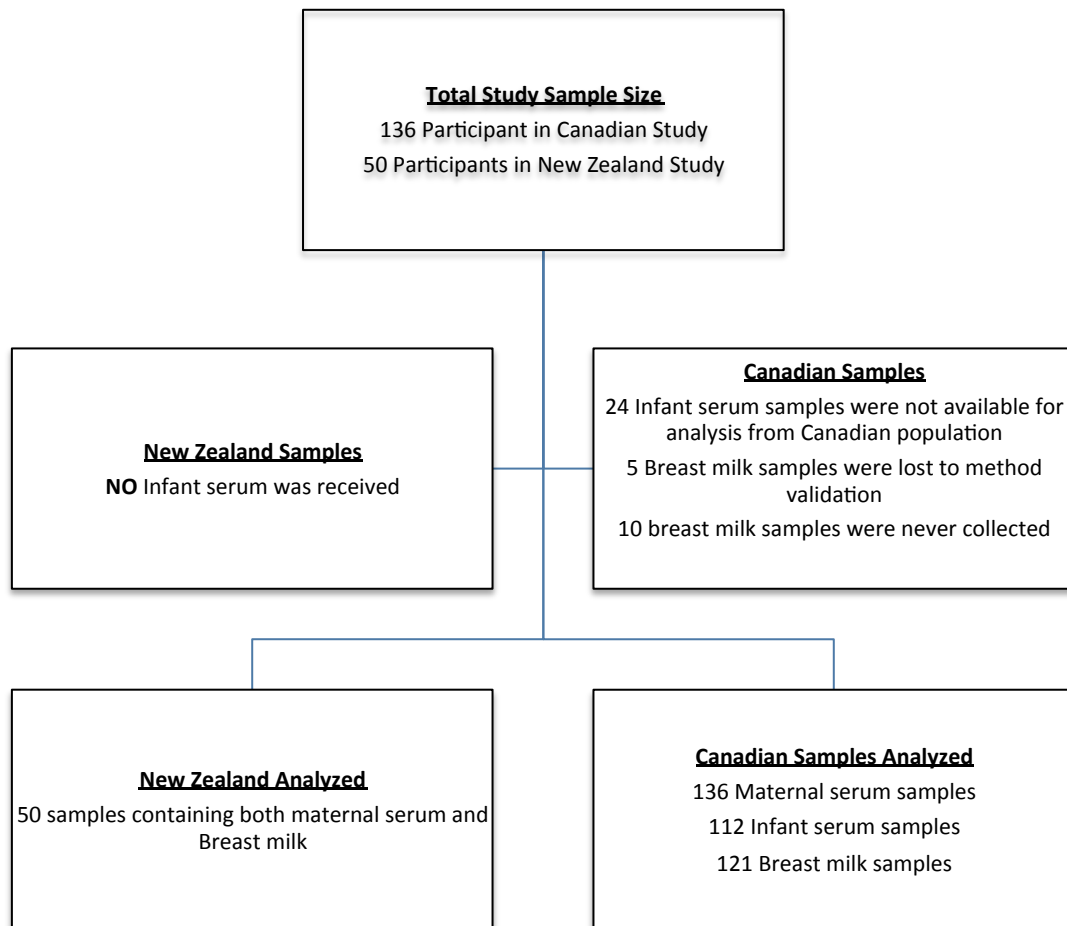 Total Study Sample Size
136 Participant in Canadian Study
50 Participants in New Zealand Study
New Zealand Samples
NO Infant serum was received
Canadian Samples
24 Infant serum samples were not available for
analysis from Canadian population
5 Breast milk samples were lost to method
validation
10 breast milk samples were never collected
New Zealand Analyzed
50 samples containing both maternal serum and
Breast milk
Canadian Samples Analyzed
136 Maternal serum samples
112 Infant serum samples
121 Breast milk samples